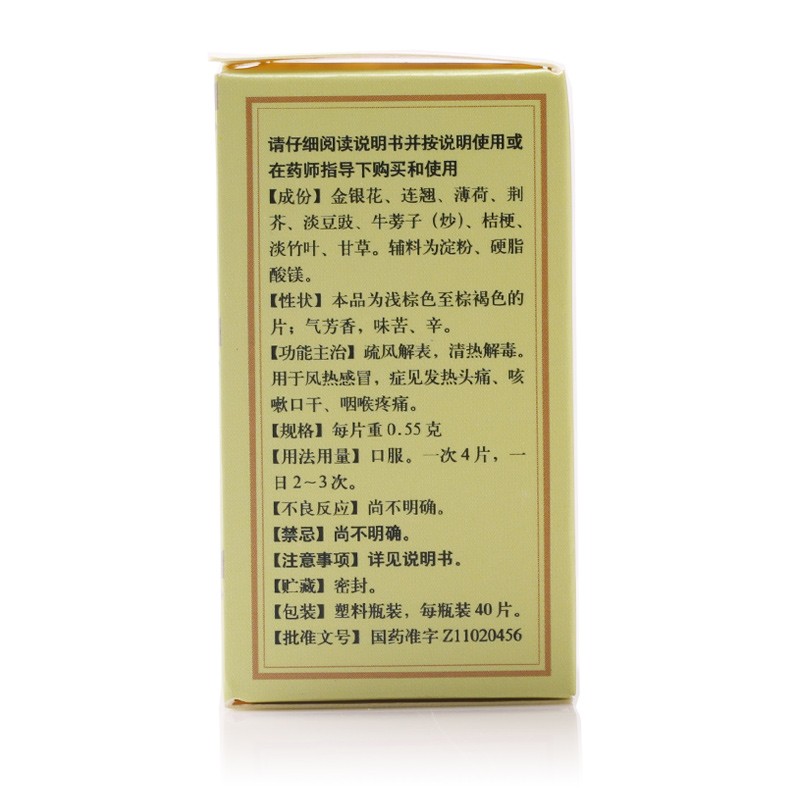 请仔细阅读说明书并按说明使用或
在药师指导下购买和使用
【成份】金银花、连翘、薄荷、荆
芥、淡豆豉、牛蒡子（炒）、桔梗、
淡竹叶、甘草。辅料为淀粉、硬脂
酸镁。
【性状】本品为浅棕色至棕褐色的
片；气芳香，味苦、辛。
【功能主治】疏风解表，清热解毒。
用于风热感冒，症见发热头痛、咳
嗽口干、咽喉疼痛。
【规格】每片重0.55克
【用法用量】口服。一次4片，一
日2~3次。
【不良反应】尚不明确。
【禁忌】尚不明确。
【注意事项】详见说明书。
【贮藏】密封。
【包装】塑料瓶装，每瓶装40片。
【批准文号】国药准字Z11020456